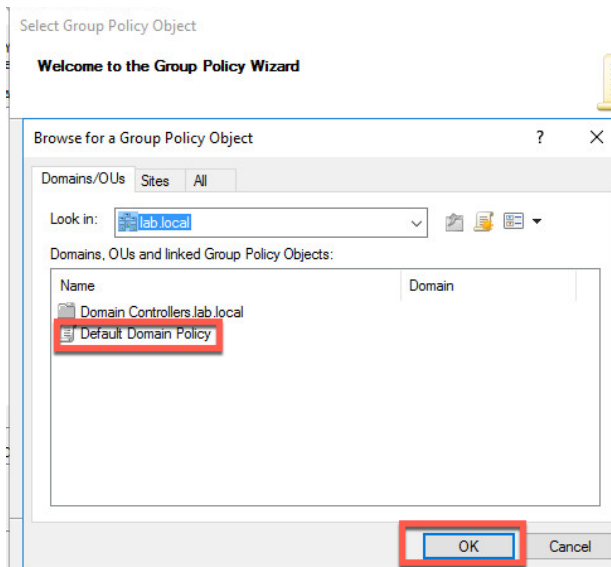 Select Group Policy Object
Welcome to the Group Policy Wizard
Browse for a Group Policy Object ? X
Domains/OUs Sites All
Look in: lab.local
Domains, OUs and linked Group Policy Objects:
Name Domain
Domain Controllers.lab.local
Default Domain Policy
OK Cancel